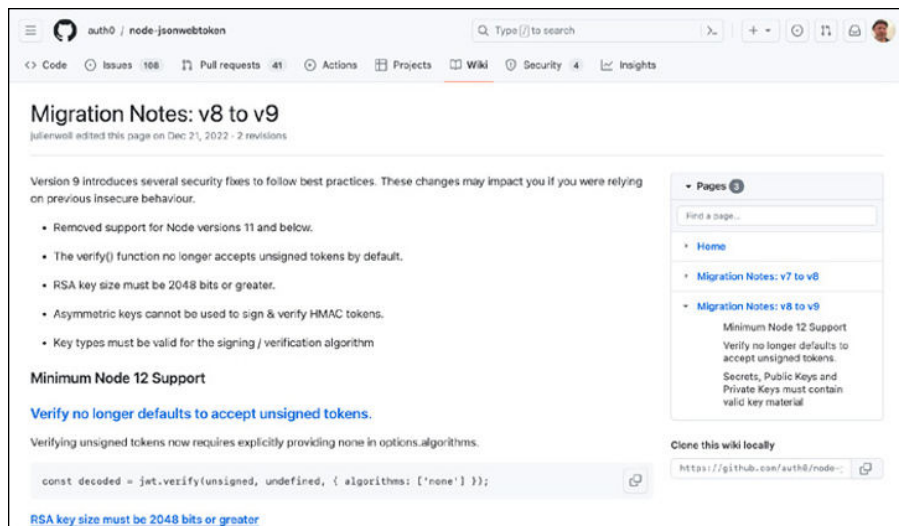 auth0 / node-jsonwebtoken
Type [/] to search
Code
Issues 108
Pull requests 41
Actions
Projects
Wiki
Security 4
Insights
Migration Notes: v8 to v9
julienwoll edited this page on Dec 21, 2022 · 2 revisions
Version 9 introduces several security fixes to follow best practices. These changes may impact you if you were relying
on previous insecure behaviour.
• Removed support for Node versions 11 and below.
• The verify() function no longer accepts unsigned tokens by default.
• RSA key size must be 2048 bits or greater.
• Asymmetric keys cannot be used to sign & verify HMAC tokens.
• Key types must be valid for the signing / verification algorithm
Minimum Node 12 Support
Verify no longer defaults to accept unsigned tokens.
Verifying unsigned tokens now requires explicitly providing none in options.algorithms.
const decoded = jwt.verify(unsigned, undefined, { algorithms: ['none'] });
RSA key size must be 2048 bits or greater
Pages 3
Find a page...
Home
Migration Notes: v7 to v8
Migration Notes: v8 to v9
Minimum Node 12 Support
Verify no longer defaults to
accept unsigned tokens.
Secrets, Public Keys and
Private Keys must contain
valid key material
Clone this wiki locally
https://github.com/auth0/node-